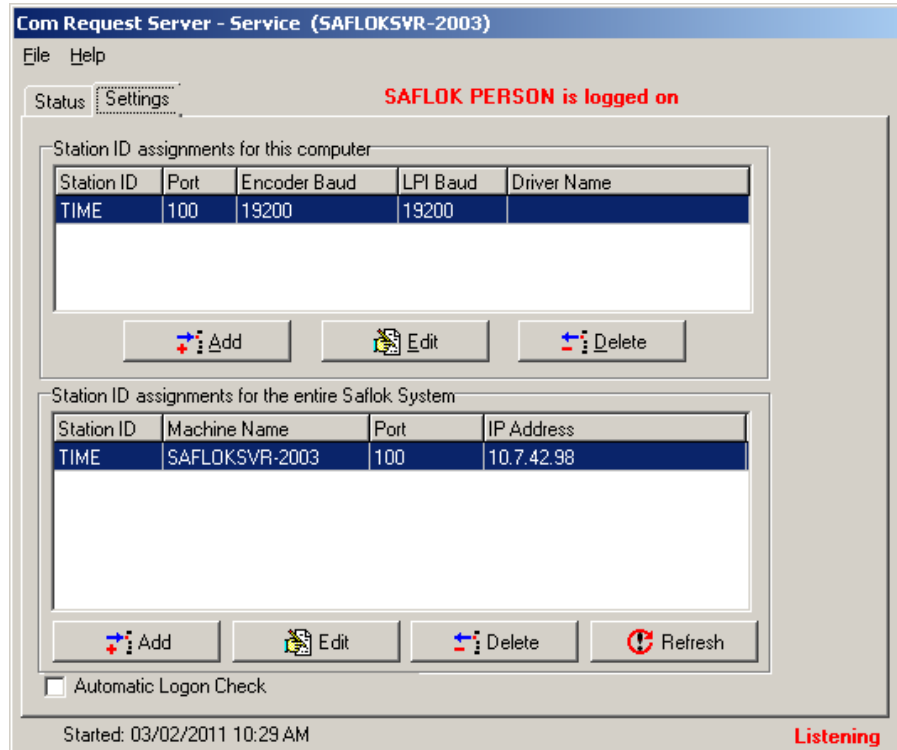 Com Request Server - Service (SAFLOKSVR-2003)
File Help
Status Settings SAFLOK PERSON is logged on
Station ID assignments for this computer
Station ID Port Encoder Baud LPI Baud Driver Name
TIME 100 19200 19200
Add Edit Delete
Station ID assignments for the entire Saflok System
Station ID Machine Name Port IP Address
TIME SAFLOKSVR-2003 100 10.7.42.98
Add Edit Delete Refresh
Automatic Logon Check
Started: 03/02/2011 10:29 AM Listening